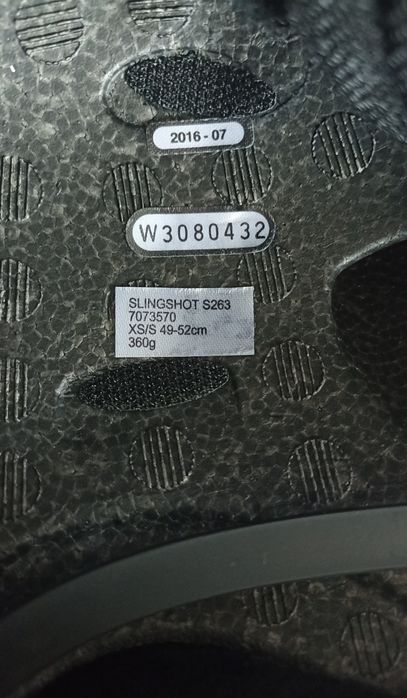 2016 - 07
W3080432
SLINGSHOT S263
7073570
XS/S 49-52cm
360g